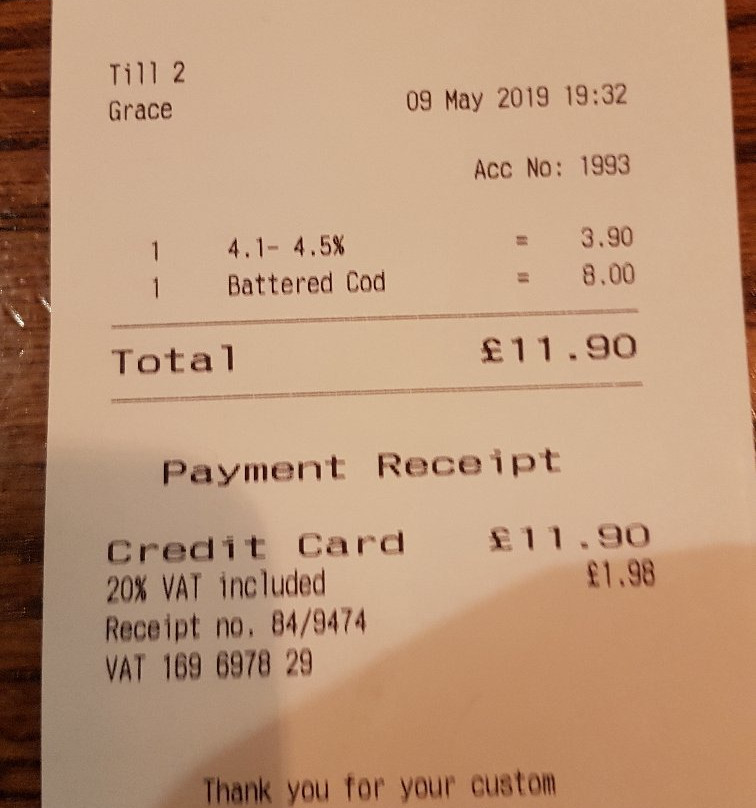 Till 2
Grace 09 May 2019 19:32
Acc No: 1993
1 4.1- 4.5% = 3.90
1 Battered Cod = 8.00
Total £11.90
Payment Receipt
Credit Card £11.90
20% VAT included £1.98
Receipt no. 84/9474
VAT 169 6978 29
Thank you for your custom